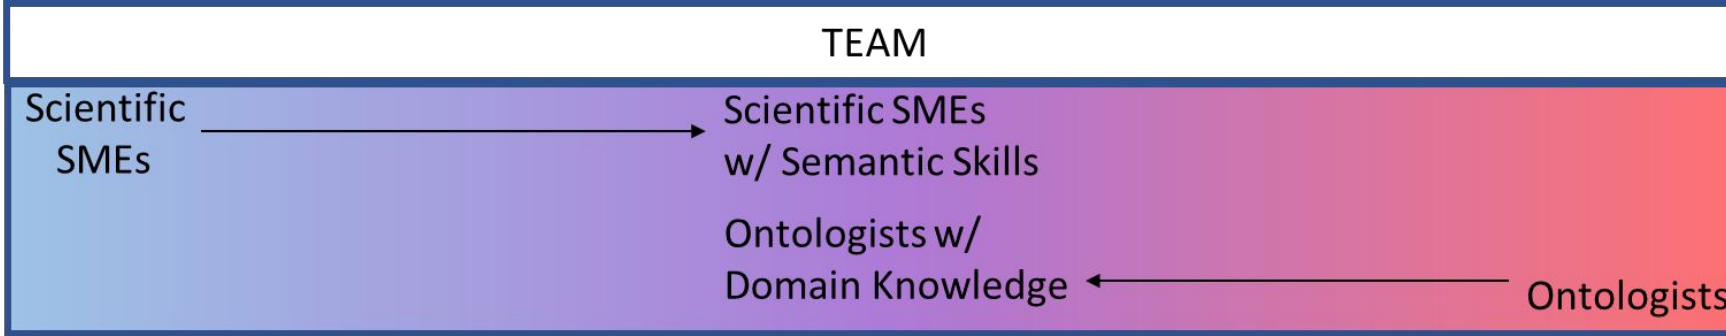 TEAM
Scientific
SMEs
Scientific SMEs
w/ Semantic Skills
Ontologists w/
Domain Knowledge
Ontologists